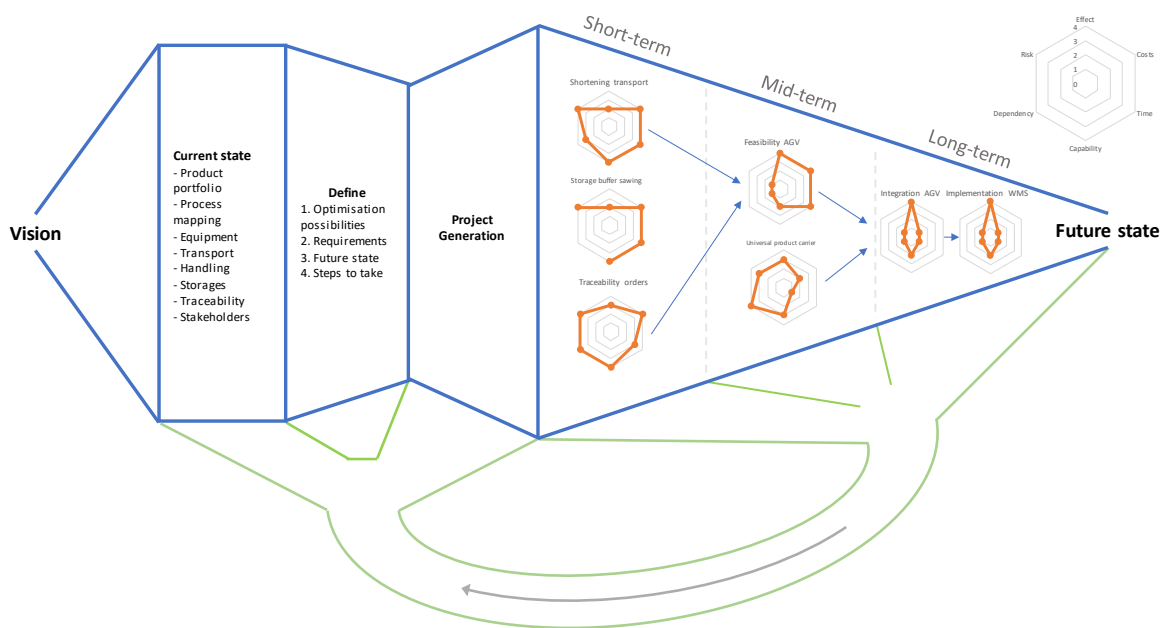 Vision
Current state
- Product
portfolio
- Process
mapping
- Equipment
- Transport
- Handling
- Storages
- Traceability
- Stakeholders
Define
1. Optimisation
possibilities
2. Requirements
3. Future state
4. Steps to take
Project
Generation
Short-term
Shortening transport
Storage buffer sawing
Traceability orders
Mid-term
Feasibility AGV
Universal product carrier
Long-term
Integration AGV
Implementation WMS
Future state
Effect
4
3
2
1
0
Risk
Costs
Dependency
Time
Capability